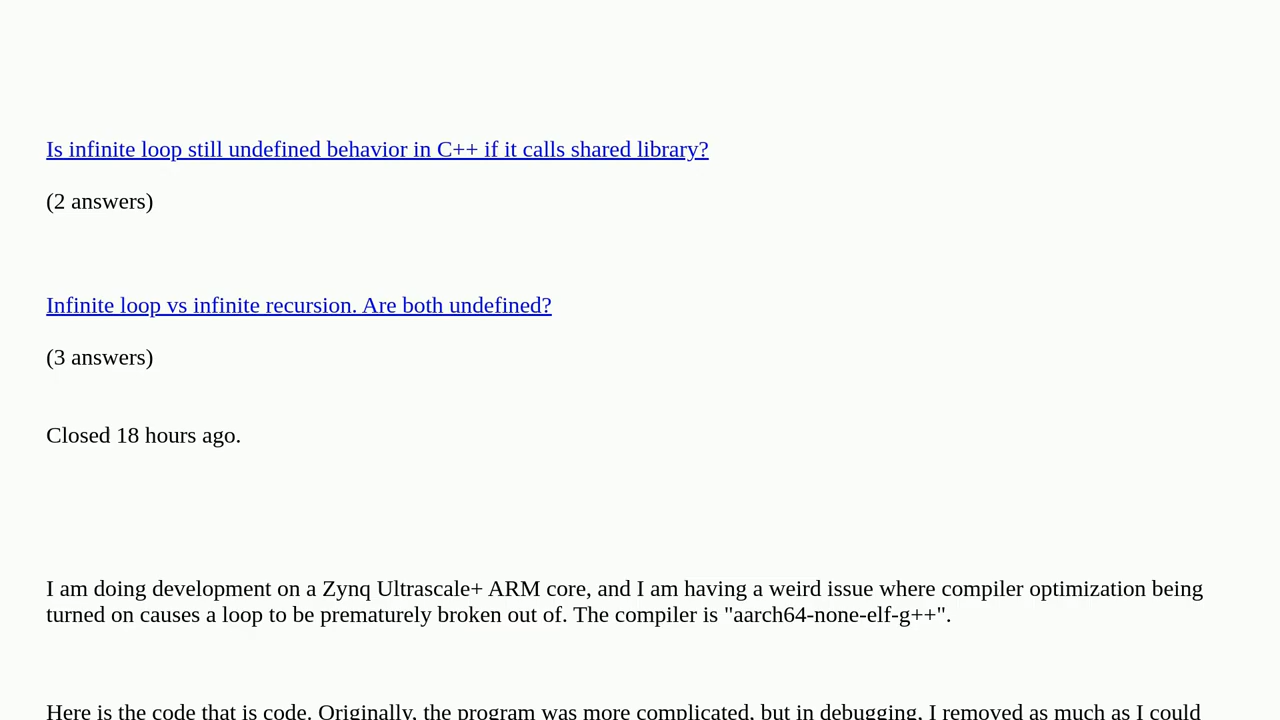 Is infinite loop still undefined behavior in C++ if it calls shared library?
(2 answers)
Infinite loop vs infinite recursion. Are both undefined?
(3 answers)
Closed 18 hours ago.
I am doing development on a Zynq Ultrascale+ ARM core, and I am having a weird issue where compiler optimization being
turned on causes a loop to be prematurely broken out of. The compiler is "aarch64-none-elf-g++".
Here is the code that is code. Originally, the program was more complicated, but in debugging, I removed as much as I could